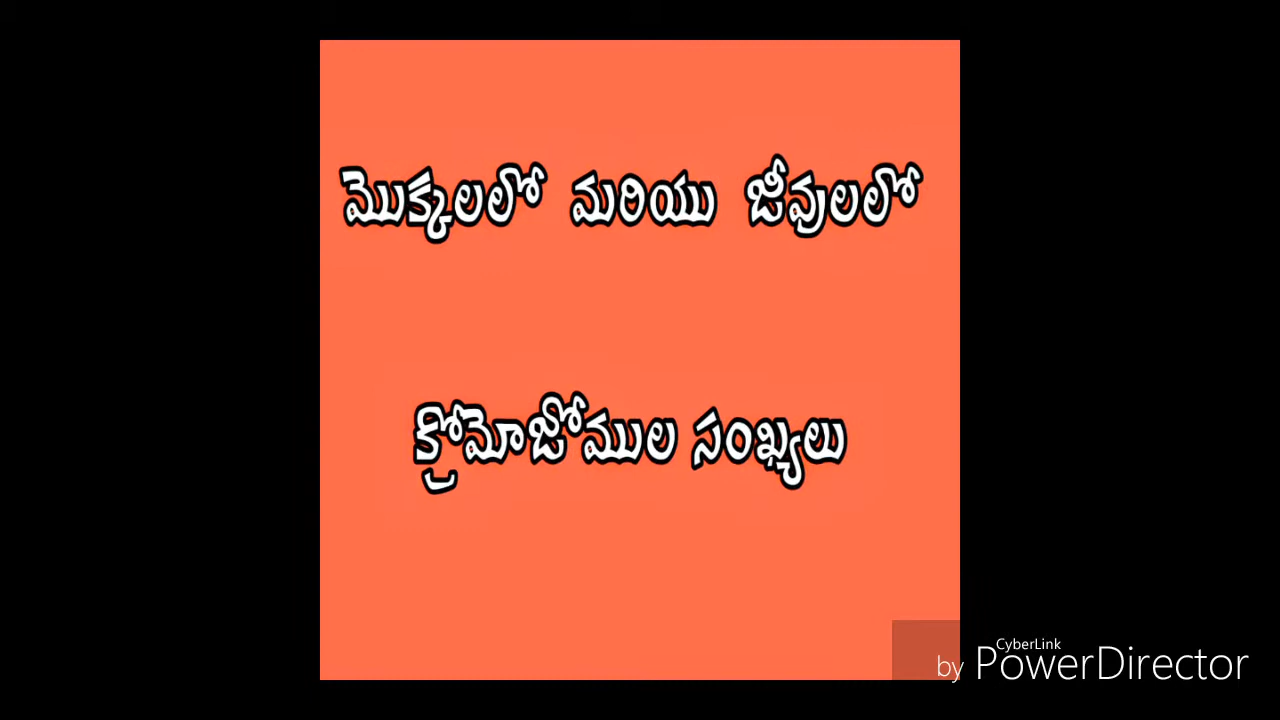 మొక్కలలో మరియు జీవులలో
క్రోమోజోముల సంఖ్యలు
CyberLink
by PowerDirector